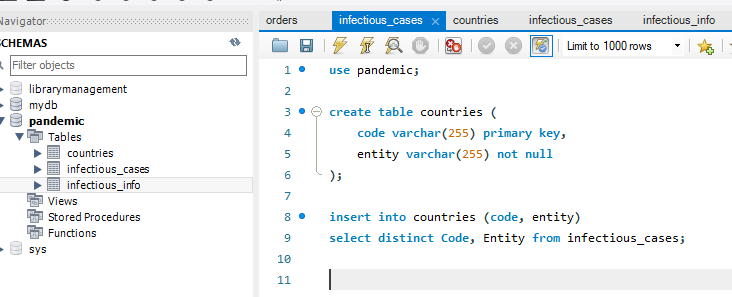 Navigator
SCHEMAS
Filter objects
librarymanagement
mydb
pandemic
Tables
countries
infectious_cases
infectious_info
Views
Stored Procedures
Functions
sys
orders infectious_cases countries infectious_cases infectious_info
Limit to 1000 rows
1 use pandemic;
2
3 create table countries (
4 code varchar(255) primary key,
5 entity varchar(255) not null
6 );
7
8 insert into countries (code, entity)
9 select distinct Code, Entity from infectious_cases;
10
11